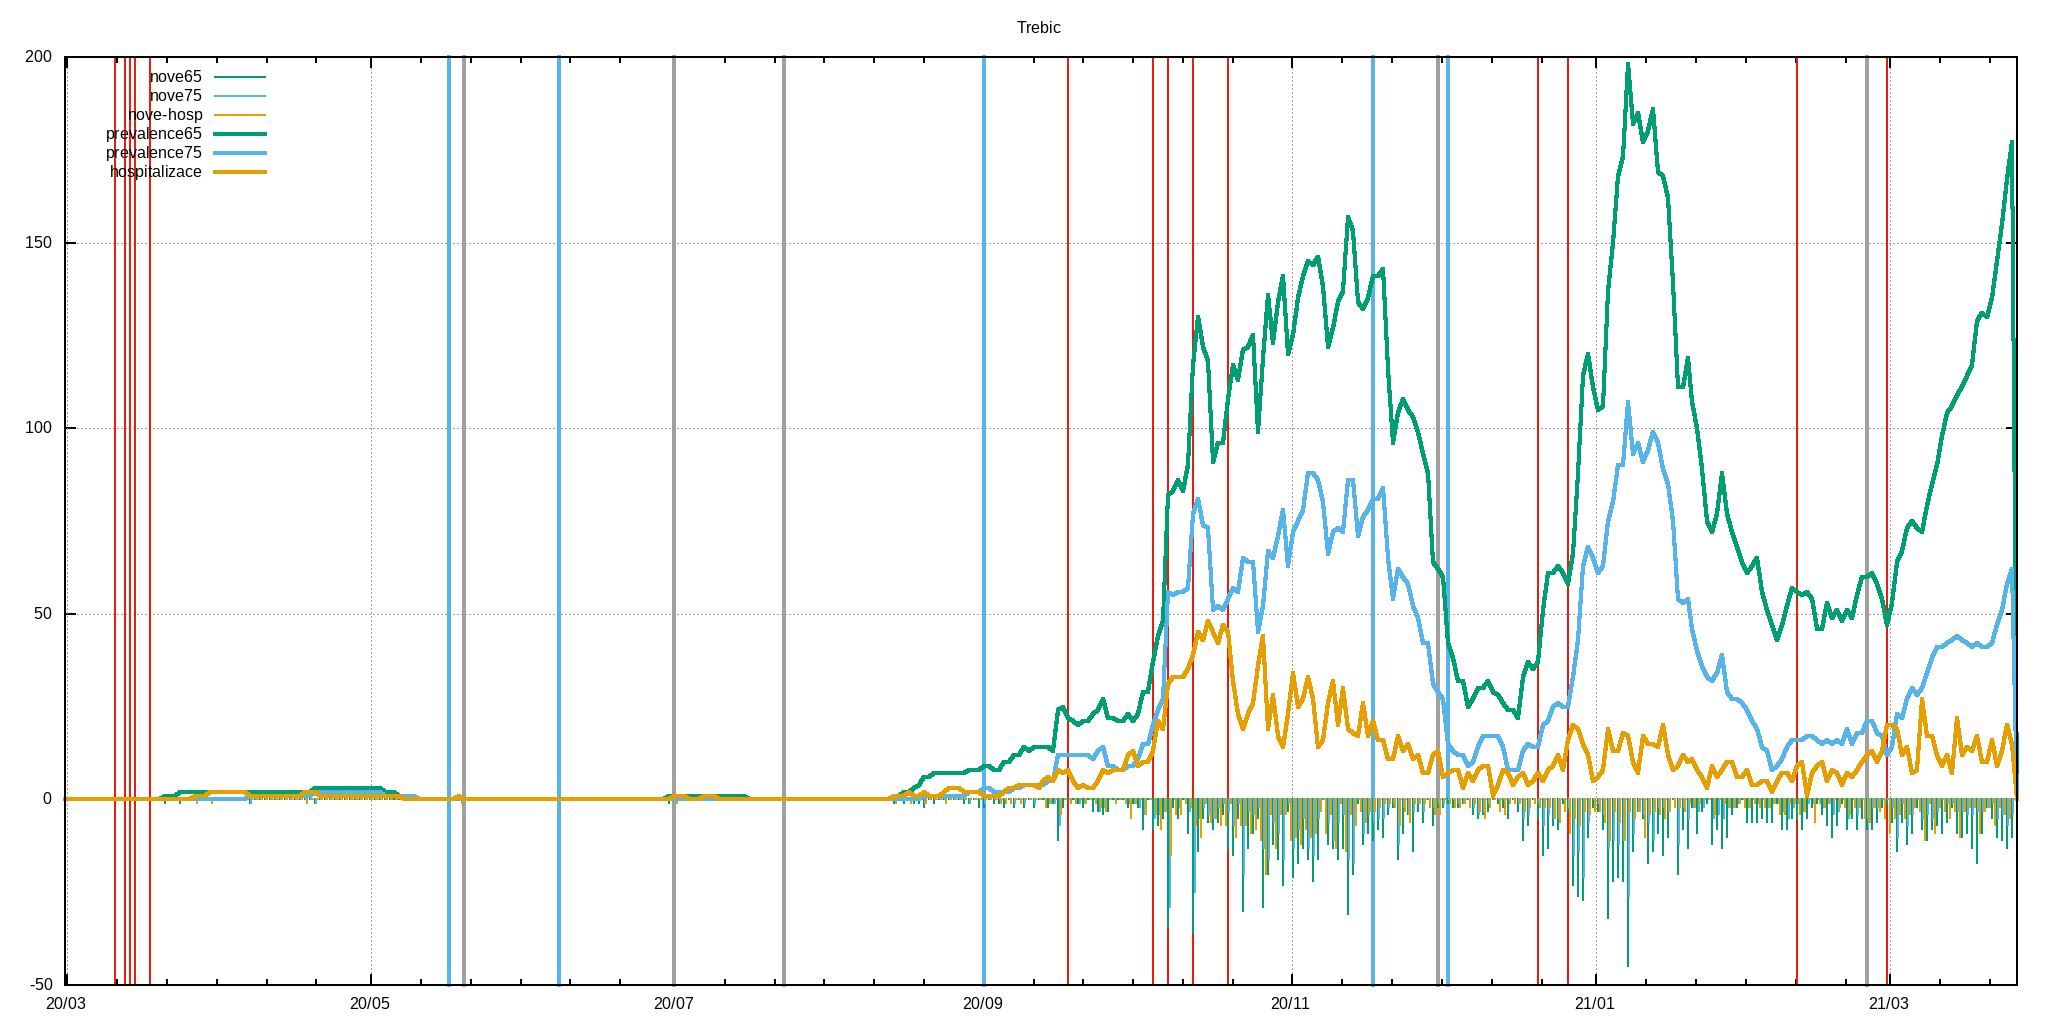 Trebic
200
nove65
nove75
nove-hosp
prevalence65
prevalence75
hospitalizace
150
100
50
0
-50
20/03 20/05 20/07 20/09 20/11 21/01 21/03